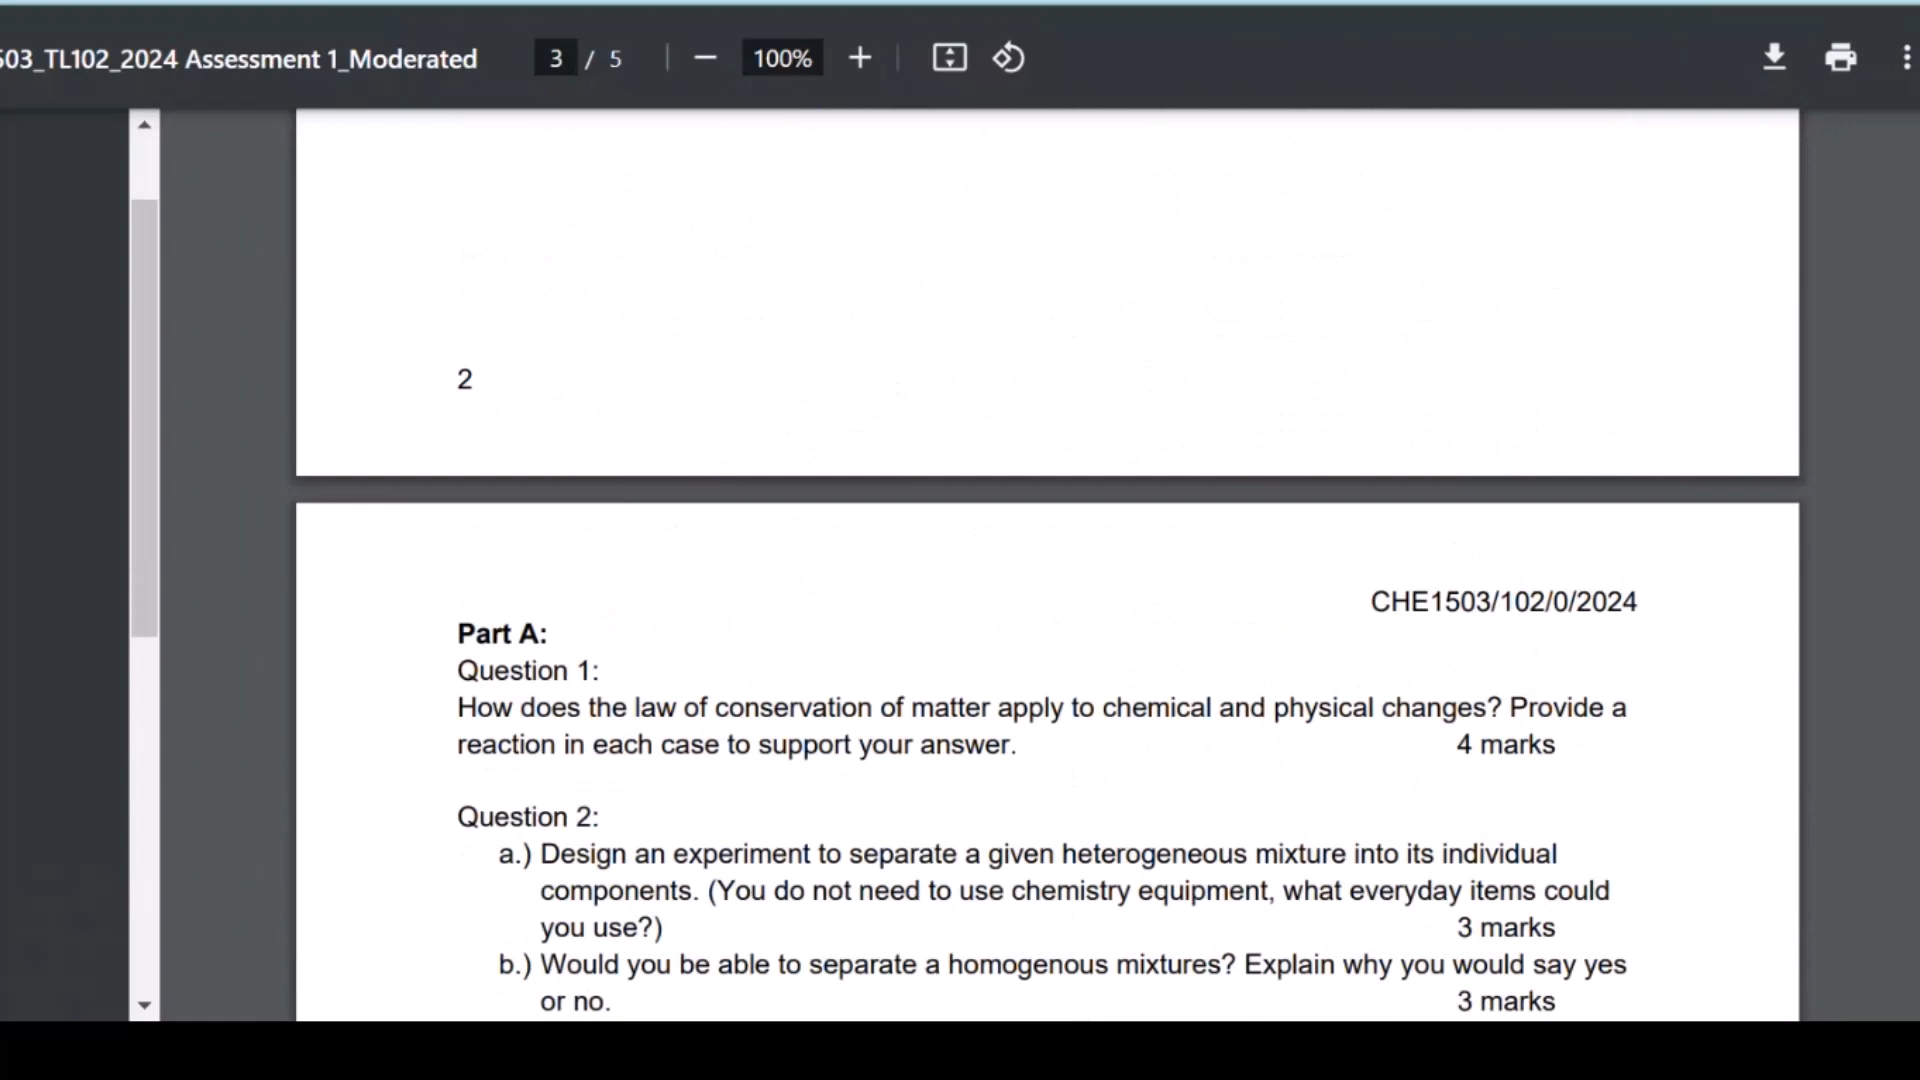 503_TL102_2024 Assessment 1_Moderated 3 / 5 100%
2
CHE1503/102/0/2024
Part A:
Question 1:
How does the law of conservation of matter apply to chemical and physical changes? Provide a
reaction in each case to support your answer. 4 marks
Question 2:
a.) Design an experiment to separate a given heterogeneous mixture into its individual
components. (You do not need to use chemistry equipment, what everyday items could
you use?) 3 marks
b.) Would you be able to separate a homogenous mixtures? Explain why you would say yes
or no. 3 marks